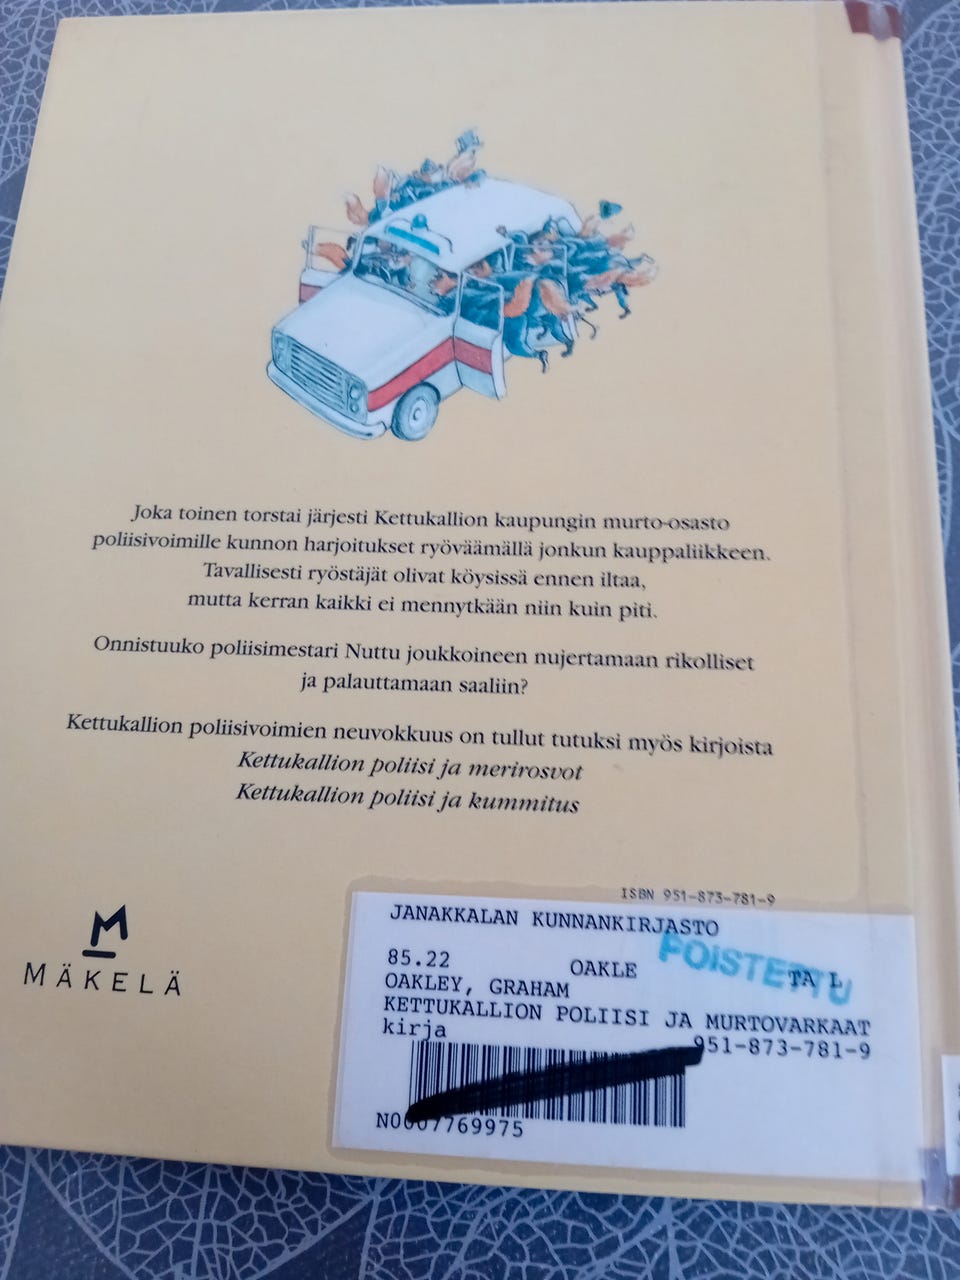 Joka toinen torstai järjesti Kettukallion kaupungin murto-osasto
poliisivoimille kunnon harjoitukset ryöväämällä jonkun kauppaliikkeen.
Tavallisesti ryöstäjät olivat köysissä ennen iltaa,
mutta kerran kaikki ei mennytkään niin kuin piti.
Onnistuuko poliisimestari Nuttu joukkoineen nujertamaan rikolliset
ja palauttamaan saaliin?
Kettukallion poliisivoimien neuvokkuus on tullut tutuksi myös kirjoista
Kettukallion poliisi ja merirosvot
Kettukallion poliisi ja kummitus
ISBN 951-873-781-9
M
MÄKELÄ
JANAKKALAN KUNNANKIRJASTO
POISTETTU
85.22 OAKLE TA L
OAKLEY, GRAHAM
KETTUKALLION POLIISI JA MURTOVARKAAT
kirja
951-873-781-9
N0007769975